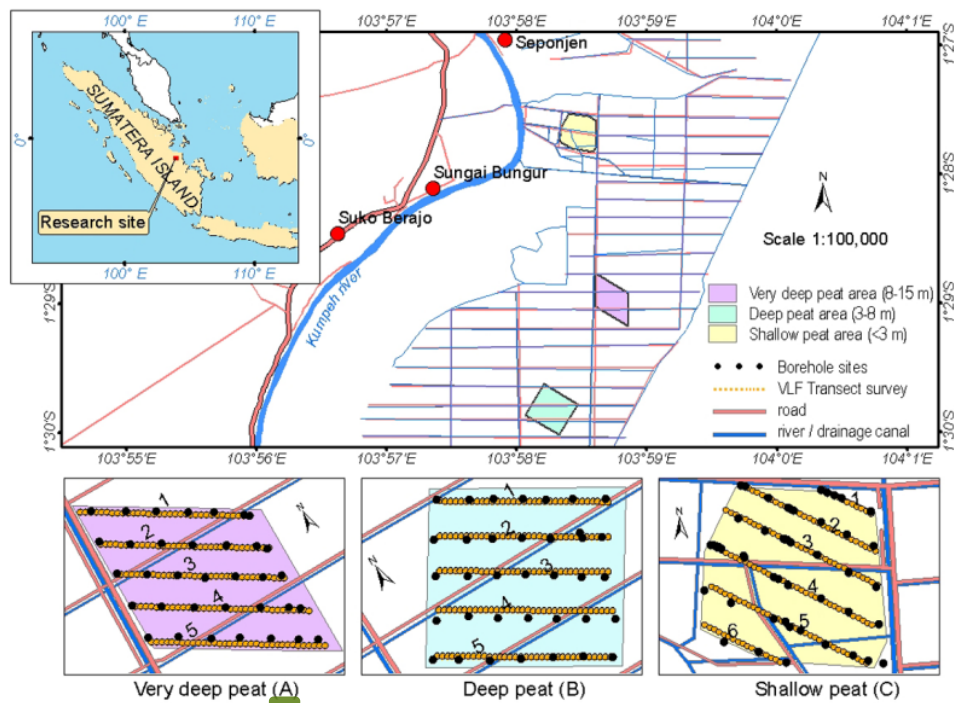 100° E
110° E
0°
0°
SUMATERA ISLAND
Research site
100° E
110° E
103°57'E
103°58'E
103°59'E
104°0'E
104°1'E
1°27'S
1°28'S
1°29'S
1°30'S
1°29'S
1°30'S
103°55'E
103°56'E
103°57'E
103°58'E
103°59'E
104°0'E
104°1'E
Seponjen
Sungai Bungur
Suko Berajo
Kumpeh river
N
Scale 1:100,000
Very deep peat area (8-15 m)
Deep peat area (3-8 m)
Shallow peat area (<3 m)
Borehole sites
VLF Transect survey
road
river / drainage canal
1
2
3
4
5
N
Very deep peat (A)
1
2
3
4
5
N
Deep peat (B)
1
2
3
4
5
6
N
Shallow peat (C)